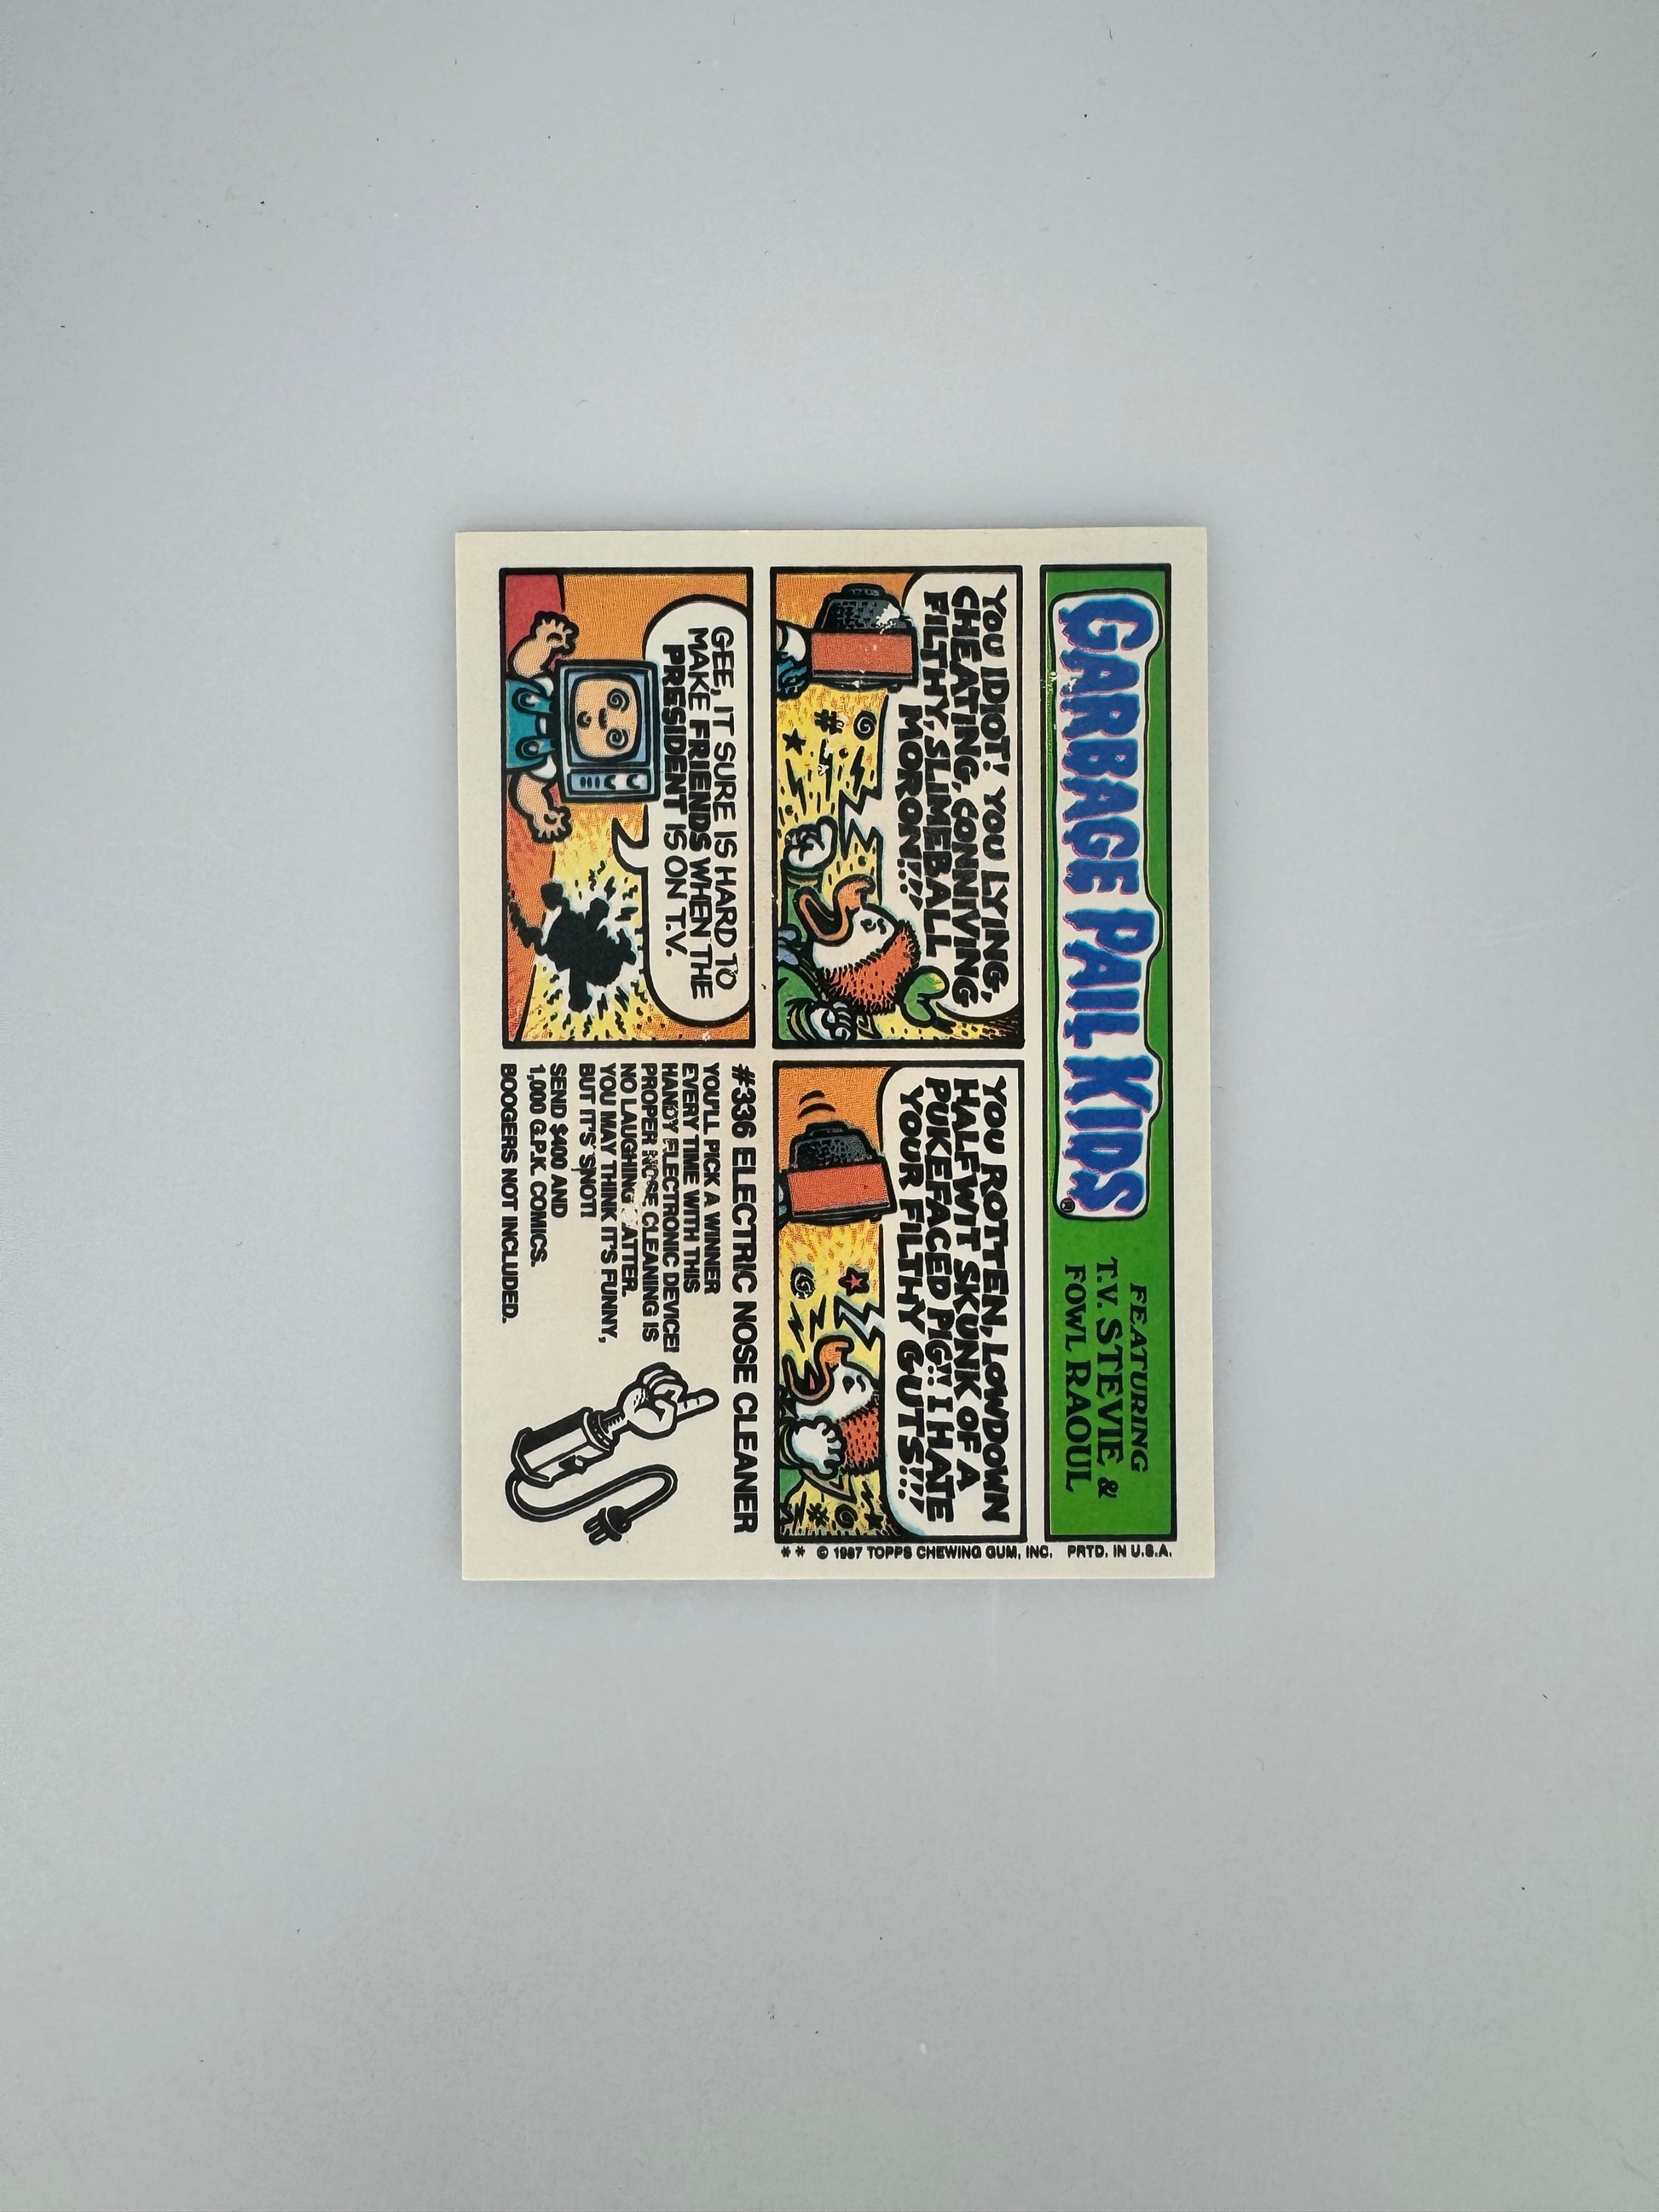 GARBAGE PAIL KIDS®
FEATURING
T.V. STEVIE &
FOWL RAOUL
YOU IDIOT! YOU LYING,
CHEATING, CONNIVING
FILTHY, SLIMEBALL
MORON!!!
YOU ROTTEN, LOWDOWN
HALFWIT SKUNK OF A
PUKEFACED PIG!! I HATE
YOUR FILTHY GUTS!!!
GEE, IT SURE IS HARD TO
MAKE FRIENDS WHEN THE
PRESIDENT IS ON T.V.
#336 ELECTRIC NOSE CLEANER
YOU'LL PICK A WINNER
EVERY TIME WITH THIS
HANDY ELECTRONIC DEVICE!
PROPER NOSE CLEANING IS
NO LAUGHING MATTER.
YOU MAY THINK IT'S FUNNY,
BUT IT'S SNOT!
SEND $400 AND
1,000 G.P.K. COMICS.
BOOGERS NOT INCLUDED.
** © 1987 TOPPS CHEWING GUM, INC. PRTD. IN U.S.A.